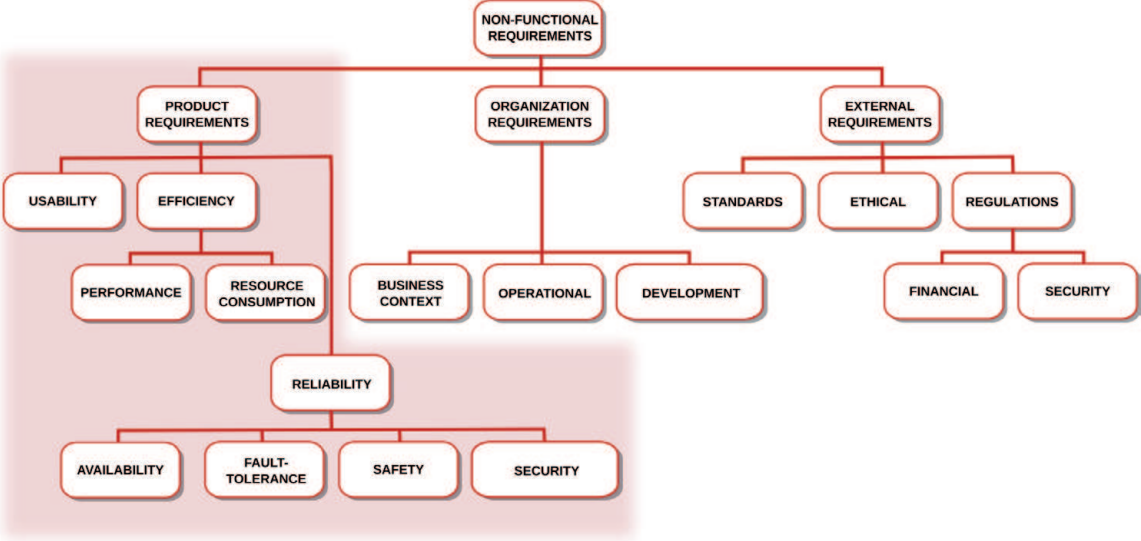 NON-FUNCTIONAL
REQUIREMENTS
PRODUCT
REQUIREMENTS
ORGANIZATION
REQUIREMENTS
EXTERNAL
REQUIREMENTS
USABILITY
EFFICIENCY
STANDARDS
ETHICAL
REGULATIONS
PERFORMANCE
RESOURCE
CONSUMPTION
BUSINESS
CONTEXT
OPERATIONAL
DEVELOPMENT
FINANCIAL
SECURITY
RELIABILITY
AVAILABILITY
FAULT-
TOLERANCE
SAFETY
SECURITY